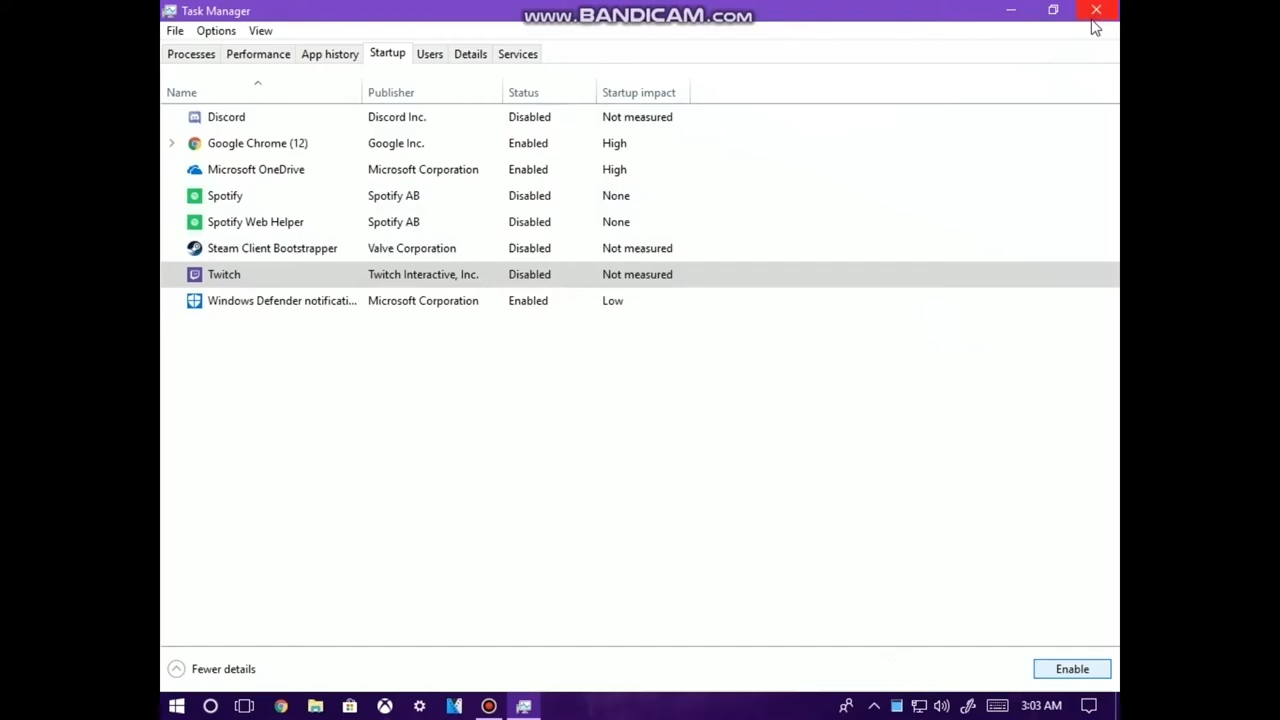 Task Manager
WWW.BANDICAM.COM
File Options View
Processes Performance App history Startup Users Details Services
Name Publisher Status Startup impact
Discord Discord Inc. Disabled Not measured
Google Chrome (12) Google Inc. Enabled High
Microsoft OneDrive Microsoft Corporation Enabled High
Spotify Spotify AB Disabled None
Spotify Web Helper Spotify AB Disabled None
Steam Client Bootstrapper Valve Corporation Disabled Not measured
Twitch Twitch Interactive, Inc. Disabled Not measured
Windows Defender notificati... Microsoft Corporation Enabled Low
Fewer details Enable
3:03 AM